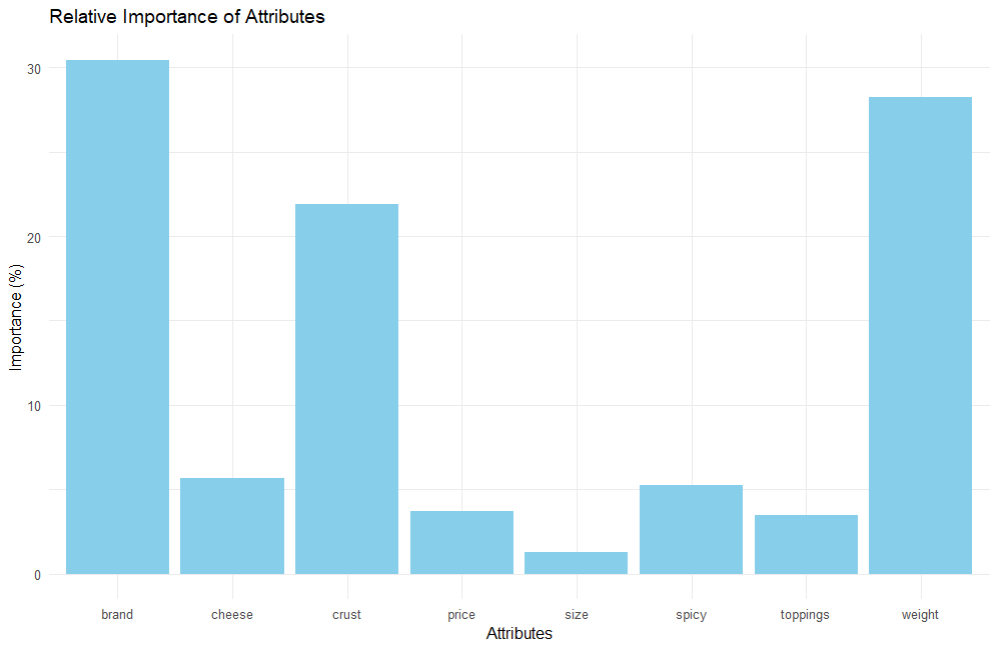 Relative Importance of Attributes
Importance (%)
30
20
10
0
brand cheese crust price size spicy toppings weight
Attributes